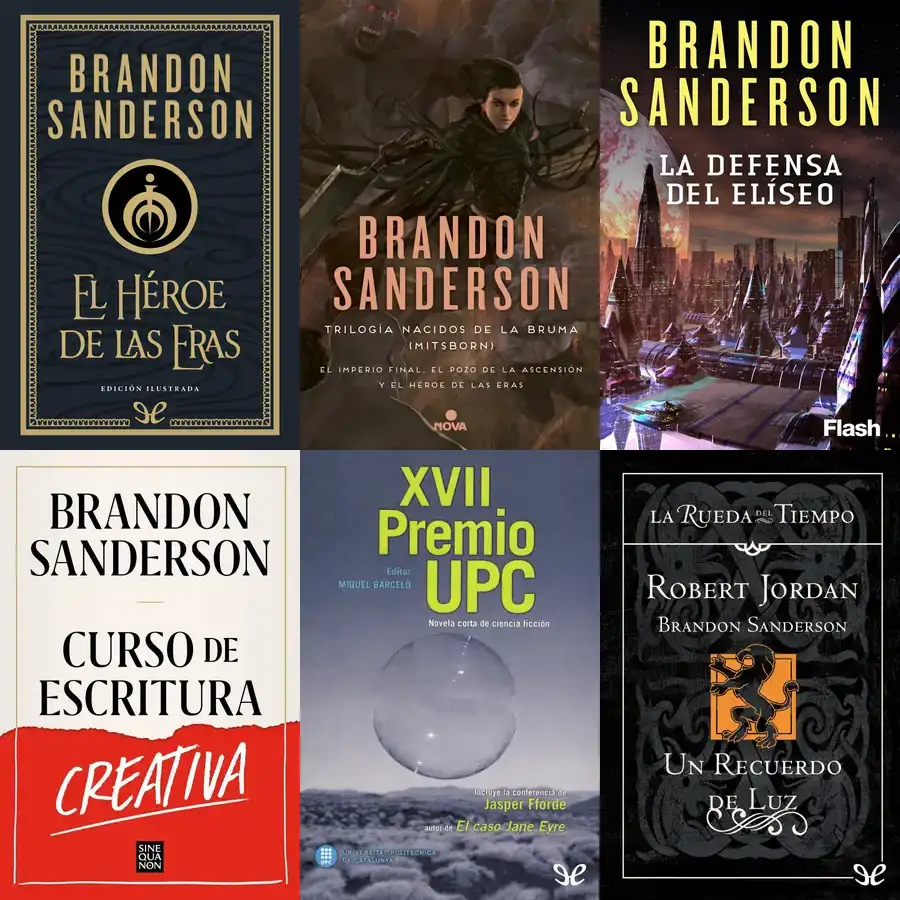 BRANDON
SANDERSON
EL HÉROE
DE LAS ERAS
EDICIÓN ILUSTRADA
BRANDON
SANDERSON
TRILOGÍA NACIDOS DE LA BRUMA
(MITSBORN)
EL IMPERIO FINAL, EL POZO DE LA ASCENSIÓN
Y EL HÉROE DE LAS ERAS
NOVA
BRANDON
SANDERSON
LA DEFENSA
DEL ELÍSEO
Flash
BRANDON
SANDERSON
CURSO DE
ESCRITURA
CREATIVA
SINE
QUA
NON
XVII
Premio
UPC
Editor
MIQUEL BARCELÓ
Novela corta de ciencia ficción
Incluye la conferencia de
Jasper Fforde
autor de El caso Jane Eyre
UPC
UNIVERSITAT POLITÈCNICA
DE CATALUNYA
LA RUEDA DEL TIEMPO
ROBERT JORDAN
BRANDON SANDERSON
UN RECUERDO
DE LUZ